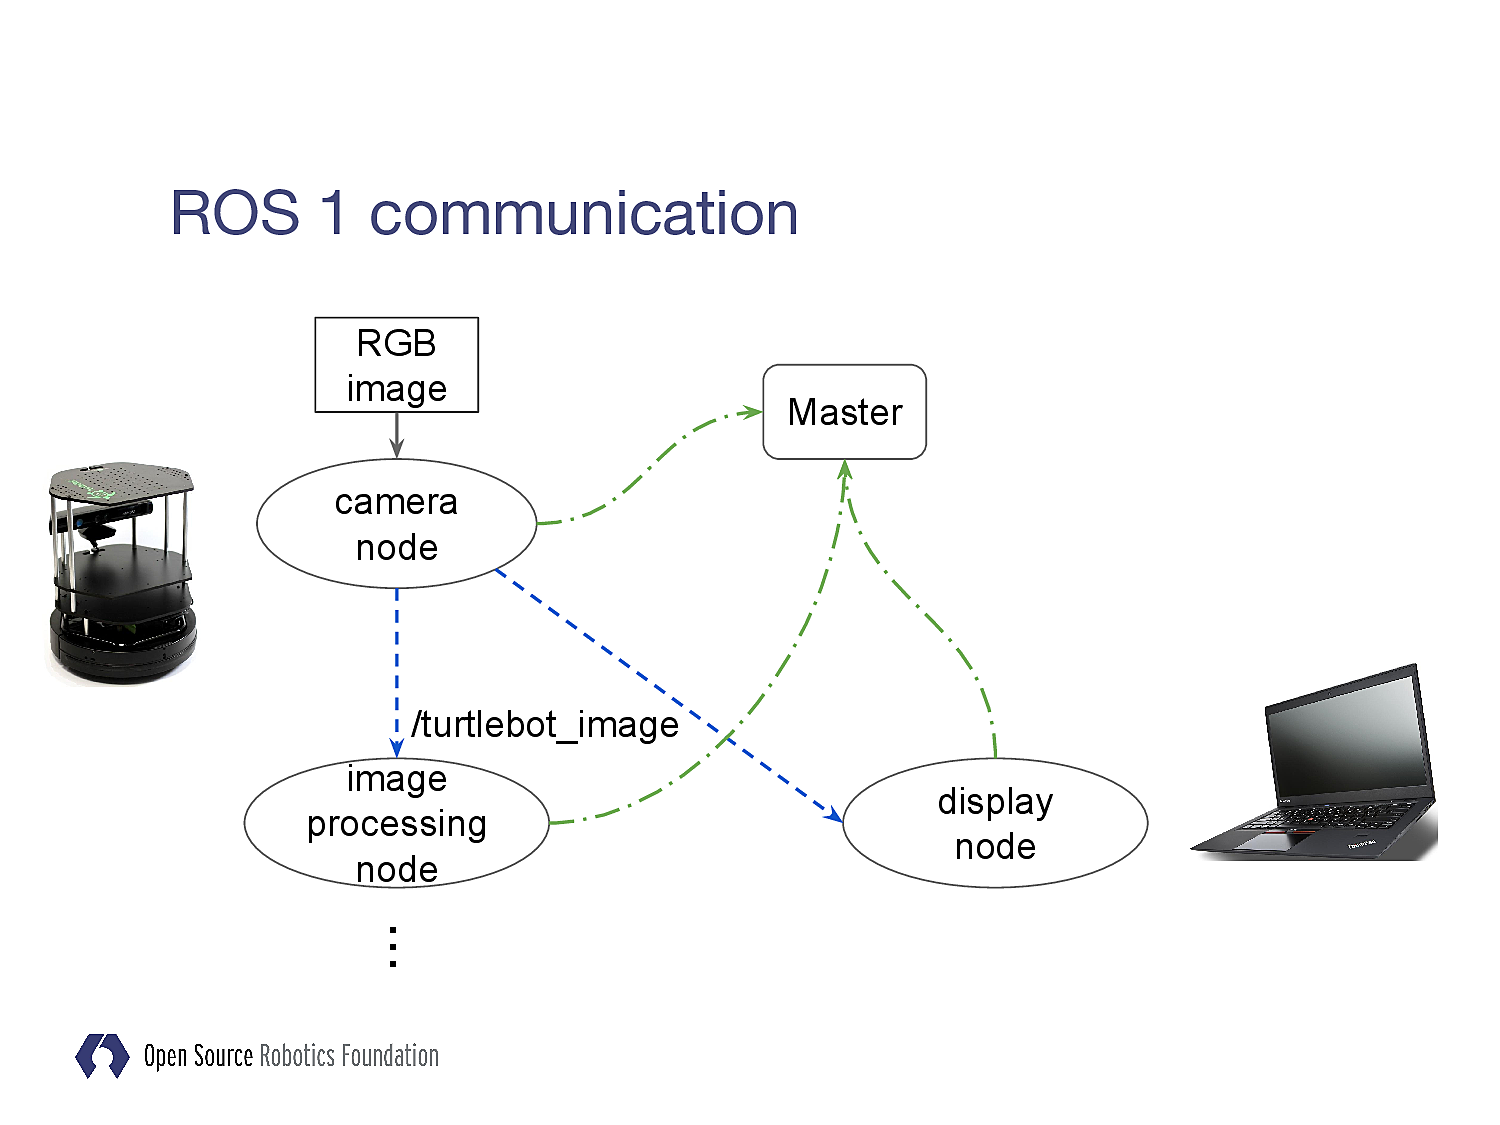 ROS 1 communication
RGB
image
Master
camera
node
/turtlebot_image
image
processing
node
display
node
Open Source Robotics Foundation